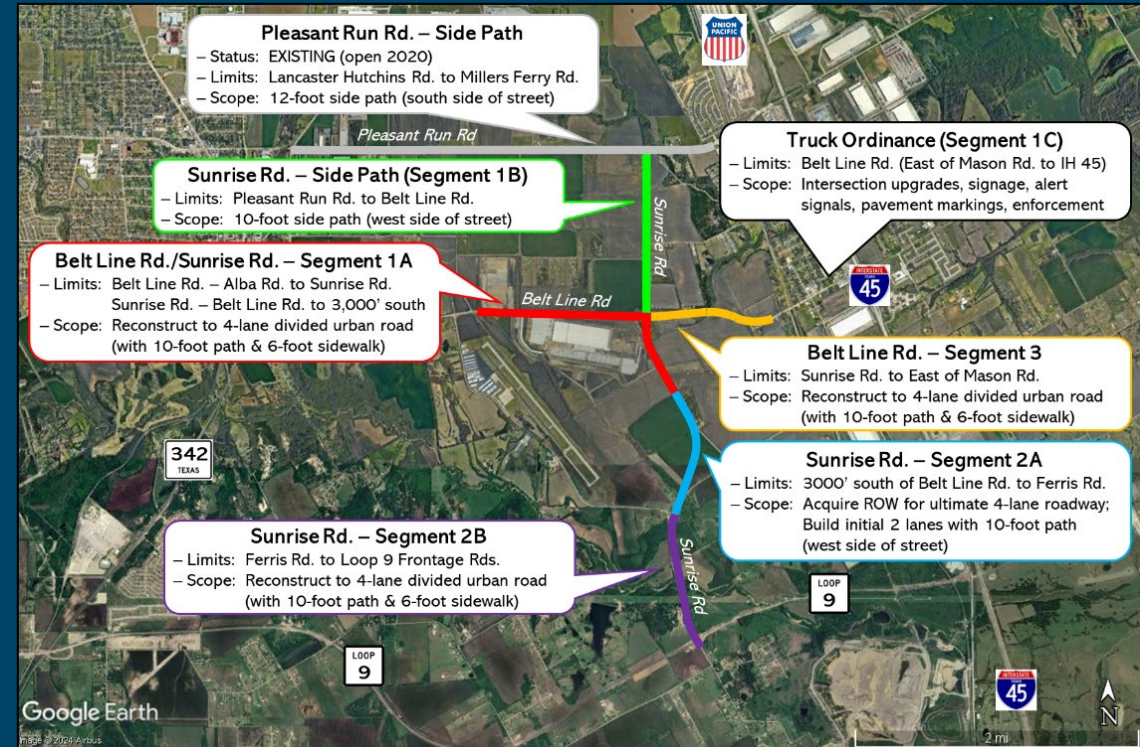 Pleasant Run Rd. – Side Path
– Status: EXISTING (open 2020)
– Limits: Lancaster Hutchins Rd. to Millers Ferry Rd.
– Scope: 12-foot side path (south side of street)
UNION
PACIFIC
Pleasant Run Rd
Truck Ordinance (Segment 1C)
– Limits: Belt Line Rd. (East of Mason Rd. to IH 45)
– Scope: Intersection upgrades, signage, alert
signals, pavement markings, enforcement
Sunrise Rd. – Side Path (Segment 1B)
– Limits: Pleasant Run Rd. to Belt Line Rd.
– Scope: 10-foot side path (west side of street)
Sunrise Rd
Belt Line Rd./Sunrise Rd. – Segment 1A
– Limits: Belt Line Rd. – Alba Rd. to Sunrise Rd.
Sunrise Rd. – Belt Line Rd. to 3,000' south
– Scope: Reconstruct to 4-lane divided urban road
(with 10-foot path & 6-foot sidewalk)
Belt Line Rd
INTERSTATE
45
Belt Line Rd. – Segment 3
– Limits: Sunrise Rd. to East of Mason Rd.
– Scope: Reconstruct to 4-lane divided urban road
(with 10-foot path & 6-foot sidewalk)
342
TEXAS
Sunrise Rd. – Segment 2A
– Limits: 3000' south of Belt Line Rd. to Ferris Rd.
– Scope: Acquire ROW for ultimate 4-lane roadway;
Build initial 2 lanes with 10-foot path
(west side of street)
Sunrise Rd. – Segment 2B
– Limits: Ferris Rd. to Loop 9 Frontage Rds.
– Scope: Reconstruct to 4-lane divided urban road
(with 10-foot path & 6-foot sidewalk)
Sunrise Rd
LOOP
9
LOOP
9
INTERSTATE
45
N
Google Earth
Image © 2024 Airbus
2 mi